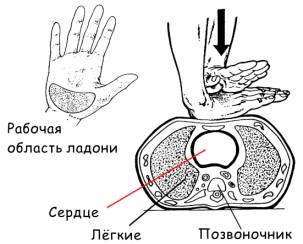 Рабочая
область ладони
Сердце
Лёгкие
Позвоночник